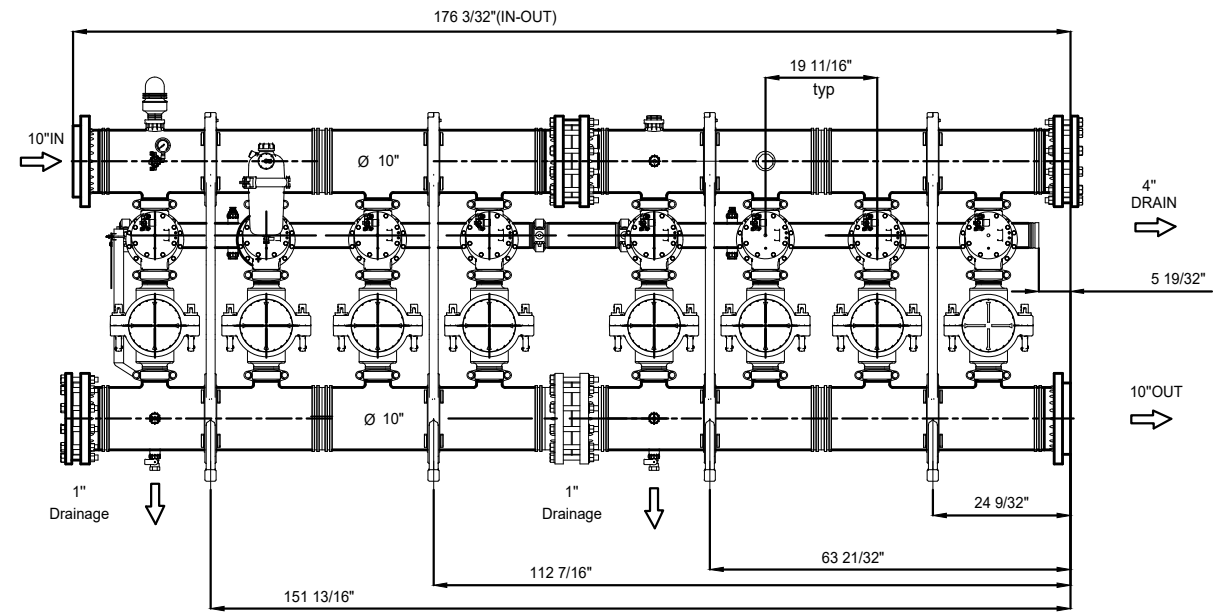 176 3/32"(IN-OUT)
19 11/16"
typ
10"IN
Ø 10"
4"
DRAIN
5 19/32"
Ø 10"
10"OUT
1"
Drainage
1"
Drainage
24 9/32"
63 21/32"
112 7/16"
151 13/16"